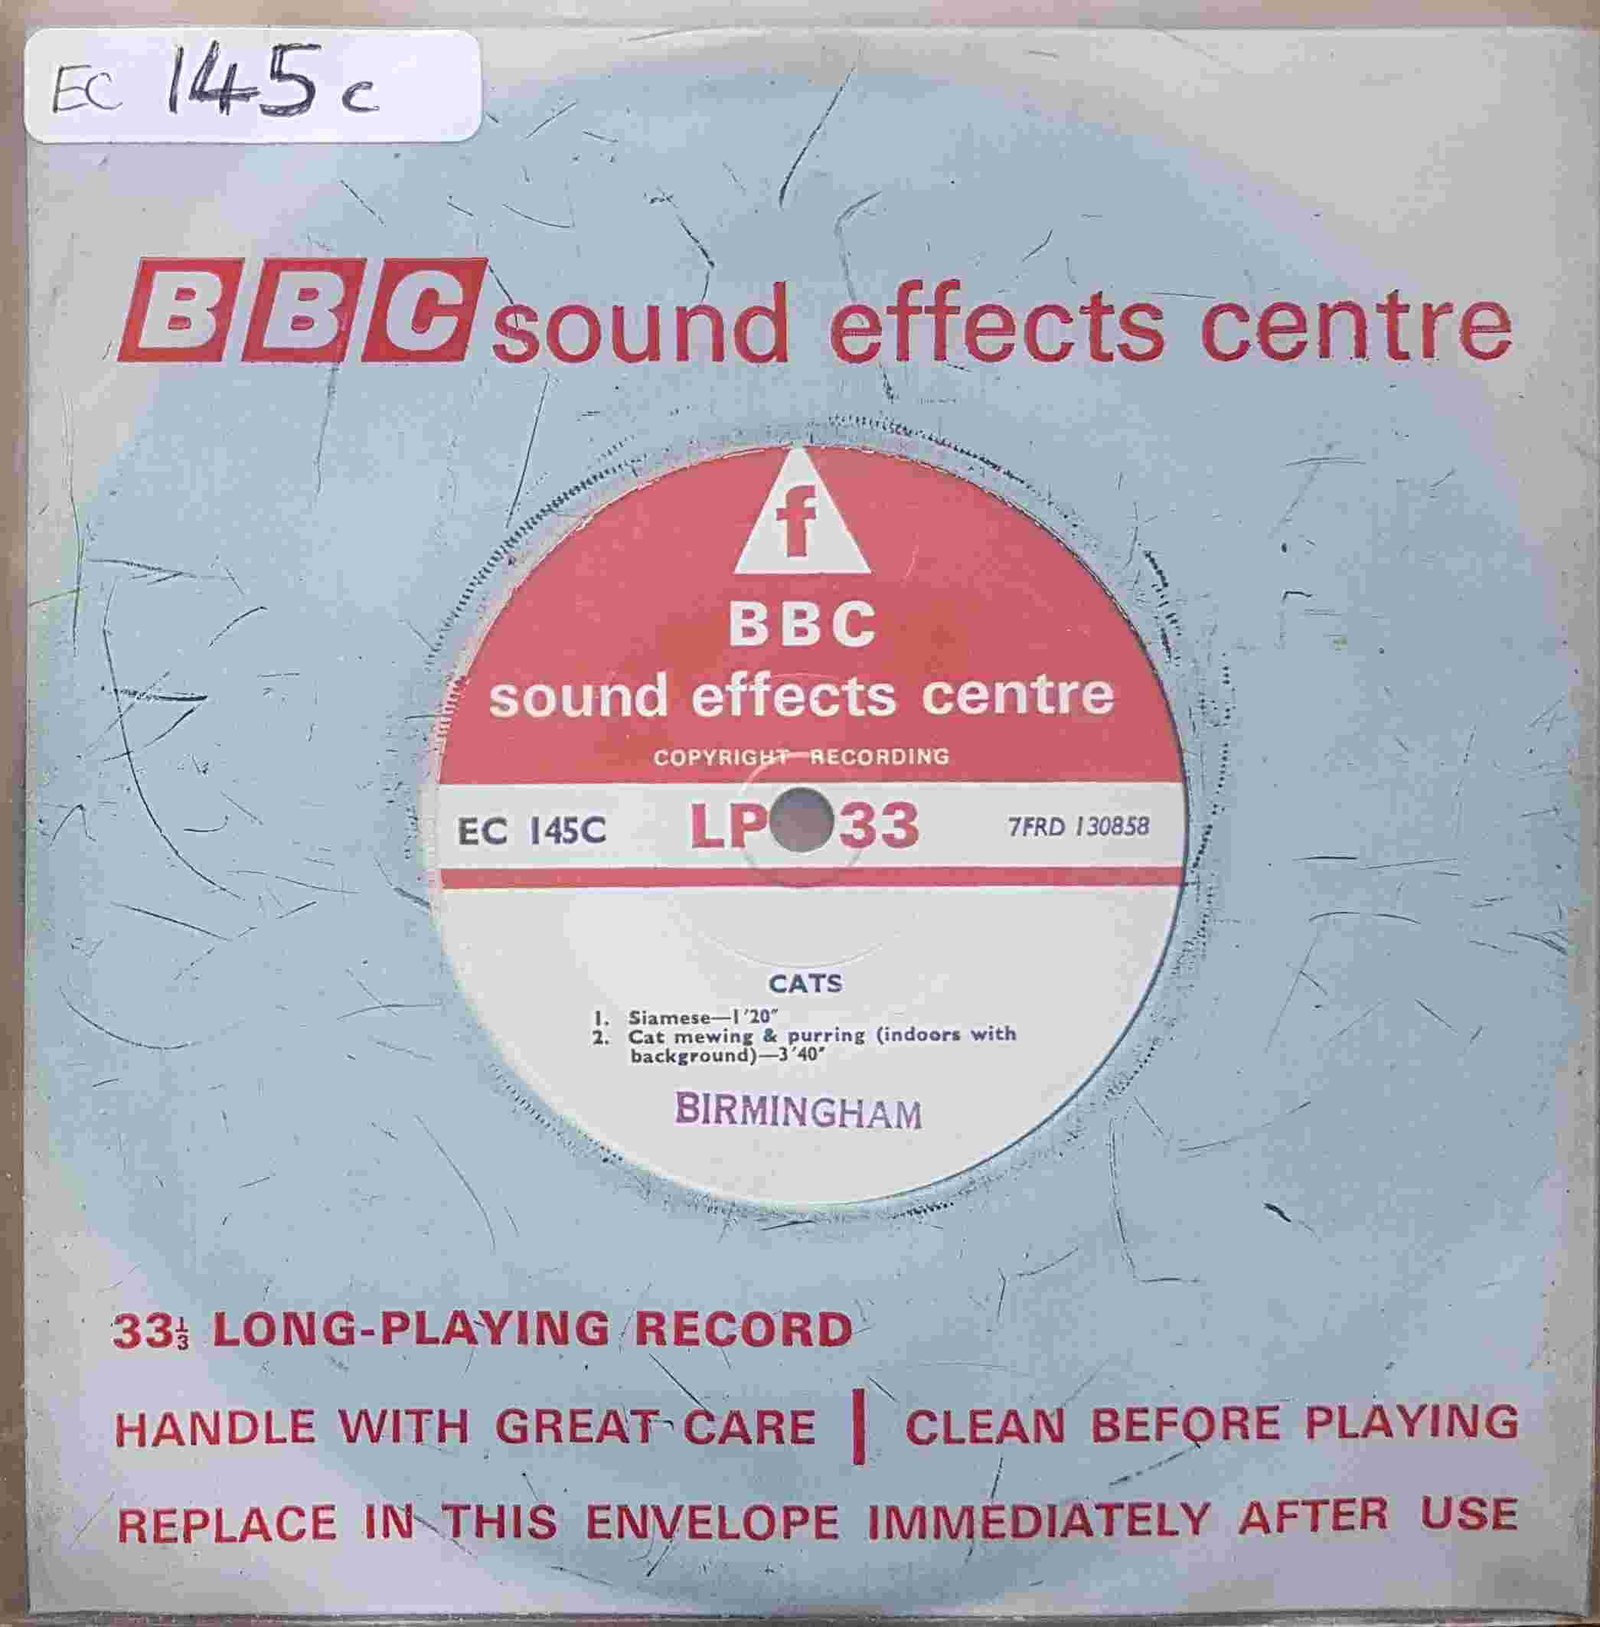 EC 145c
BBC sound effects centre
f
BBC
sound effects centre
COPYRIGHT RECORDING
EC 145C LP 33 7FRD 130858
CATS
1. Siamese—1'20"
2. Cat mewing & purring (indoors with
background)—3'40"
BIRMINGHAM
33⅓ LONG-PLAYING RECORD
HANDLE WITH GREAT CARE | CLEAN BEFORE PLAYING
REPLACE IN THIS ENVELOPE IMMEDIATELY AFTER USE